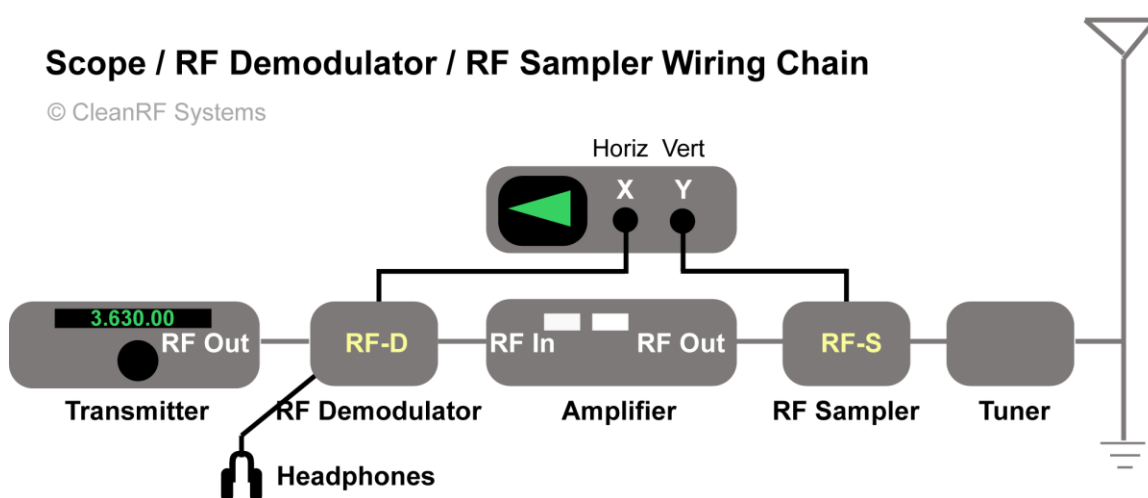 Scope / RF Demodulator / RF Sampler Wiring Chain
© CleanRF Systems
Horiz Vert
X Y
3.630.00
RF Out
RF-D
RF In
RF Out
RF-S
Transmitter
RF Demodulator
Amplifier
RF Sampler
Tuner
Headphones